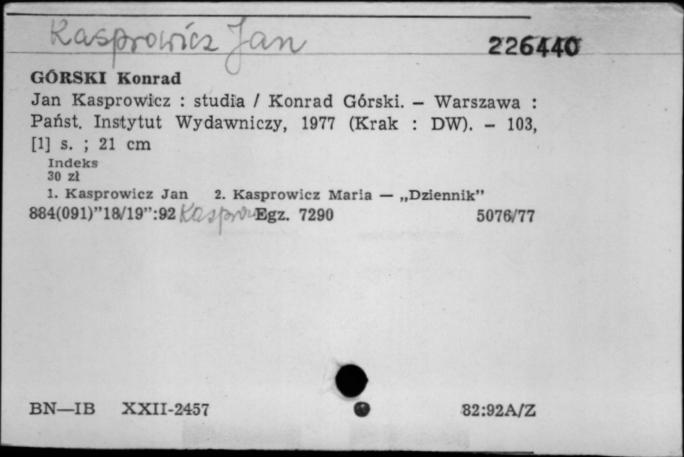 Kasprowicz Jan
226440
GÓRSKI Konrad
Jan Kasprowicz : studia / Konrad Górski. — Warszawa :
Państ. Instytut Wydawniczy, 1977 (Krak : DW). — 103,
[1] s. ; 21 cm
Indeks
30 zł
1. Kasprowicz Jan 2. Kasprowicz Maria — „Dziennik”
884(091)”18/19”:92 Kasprow Egz. 7290 5076/77
BN—IB XXII-2457 82:92A/Z